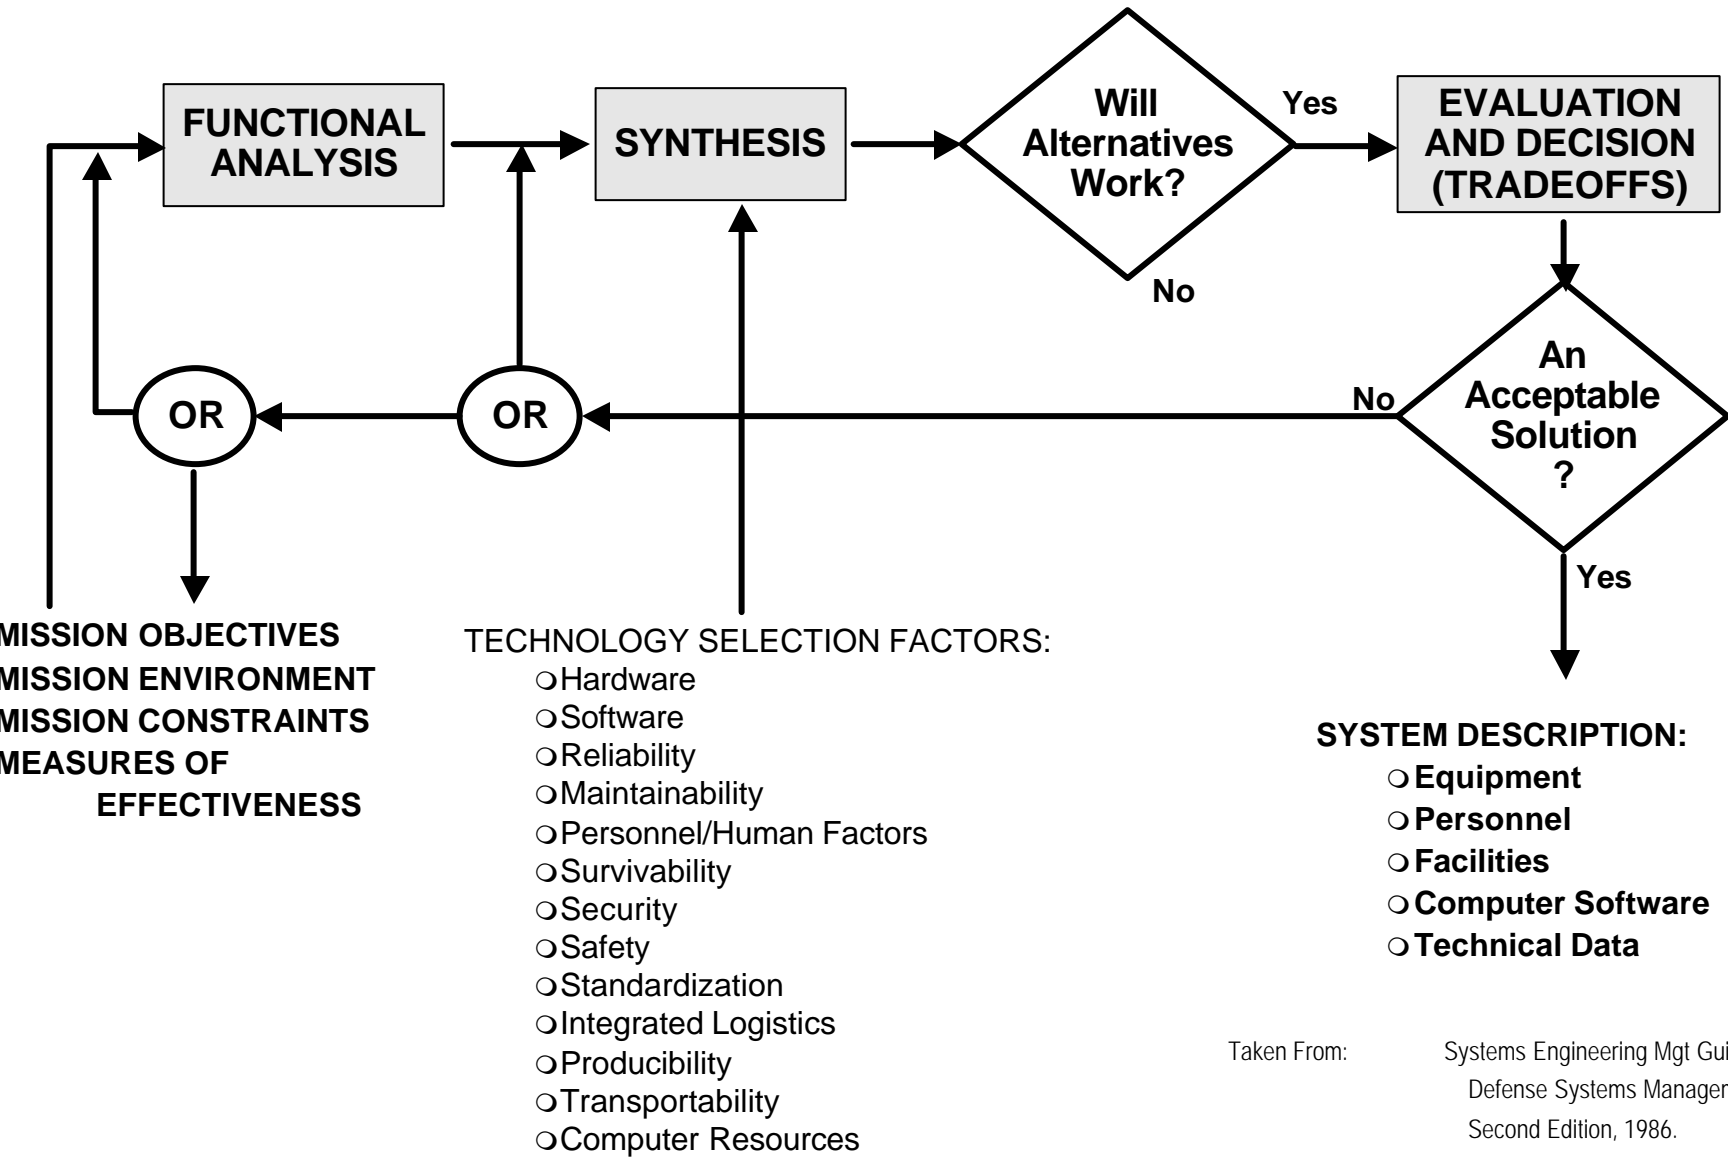 FUNCTIONAL
ANALYSIS
SYNTHESIS
Will
Alternatives
Work?
Yes
No
EVALUATION
AND DECISION
(TRADEOFFS)
An
Acceptable
Solution
?
No
Yes
OR
OR
MISSION OBJECTIVES
MISSION ENVIRONMENT
MISSION CONSTRAINTS
MEASURES OF
EFFECTIVENESS
TECHNOLOGY SELECTION FACTORS:
Hardware
Software
Reliability
Maintainability
Personnel/Human Factors
Survivability
Security
Safety
Standardization
Integrated Logistics
Producibility
Transportability
Computer Resources
SYSTEM DESCRIPTION:
Equipment
Personnel
Facilities
Computer Software
Technical Data
Taken From: Systems Engineering Mgt
Defense Systems
Second Edition, 1986.